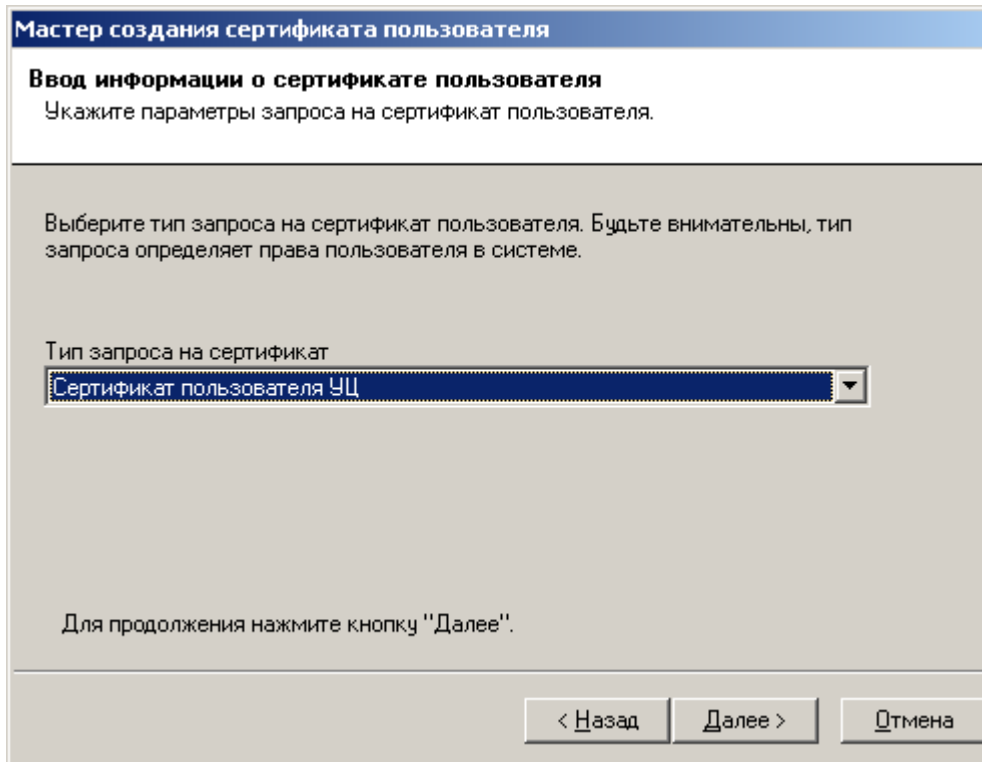 Мастер создания сертификата пользователя
Ввод информации о сертификате пользователя
Укажите параметры запроса на сертификат пользователя.
Выберите тип запроса на сертификат пользователя. Будьте внимательны, тип
запроса определяет права пользователя в системе.
Тип запроса на сертификат
Сертификат пользователя УЦ
Для продолжения нажмите кнопку "Далее".
< Назад Далее > Отмена